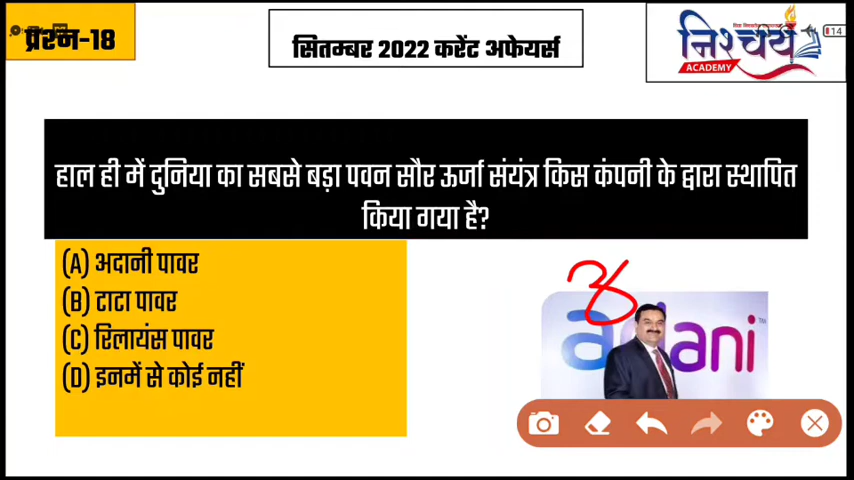 प्रश्न-18
सितम्बर 2022 करेंट अफेयर्स
निश्चय
ACADEMY
14
हाल ही में दुनिया का सबसे बड़ा पवन सौर ऊर्जा संयंत्र किस कंपनी के द्वारा स्थापित
किया गया है?
(A) अदानी पावर
(B) टाटा पावर
(C) रिलायंस पावर
(D) इनमें से कोई नहीं
adani